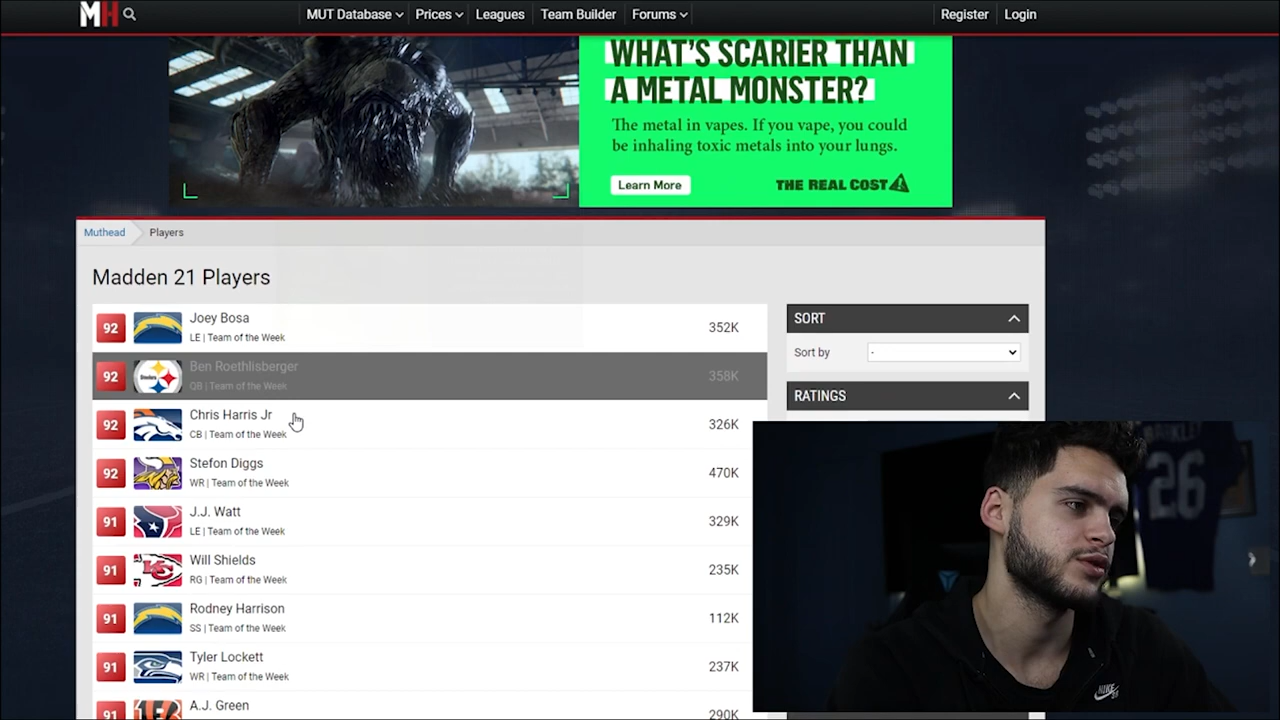 MH
MUT Database
Prices
Leagues
Team Builder
Forums
Register
Login
WHAT'S SCARIER THAN
A METAL MONSTER?
The metal in vapes. If you vape, you could
be inhaling toxic metals into your lungs.
Learn More
THE REAL COST
Muthead
Players
Madden 21 Players
92
Joey Bosa
LE | Team of the Week
352K
92
Steelers
Ben Roethlisberger
QB | Team of the Week
358K
92
Chris Harris Jr
CB | Team of the Week
326K
92
Stefon Diggs
WR | Team of the Week
470K
91
J.J. Watt
LE | Team of the Week
329K
91
KC
Will Shields
RG | Team of the Week
235K
91
Rodney Harrison
SS | Team of the Week
112K
91
Tyler Lockett
WR | Team of the Week
237K
91
A.J. Green
290K
SORT
Sort by
-
RATINGS
26
NIKE